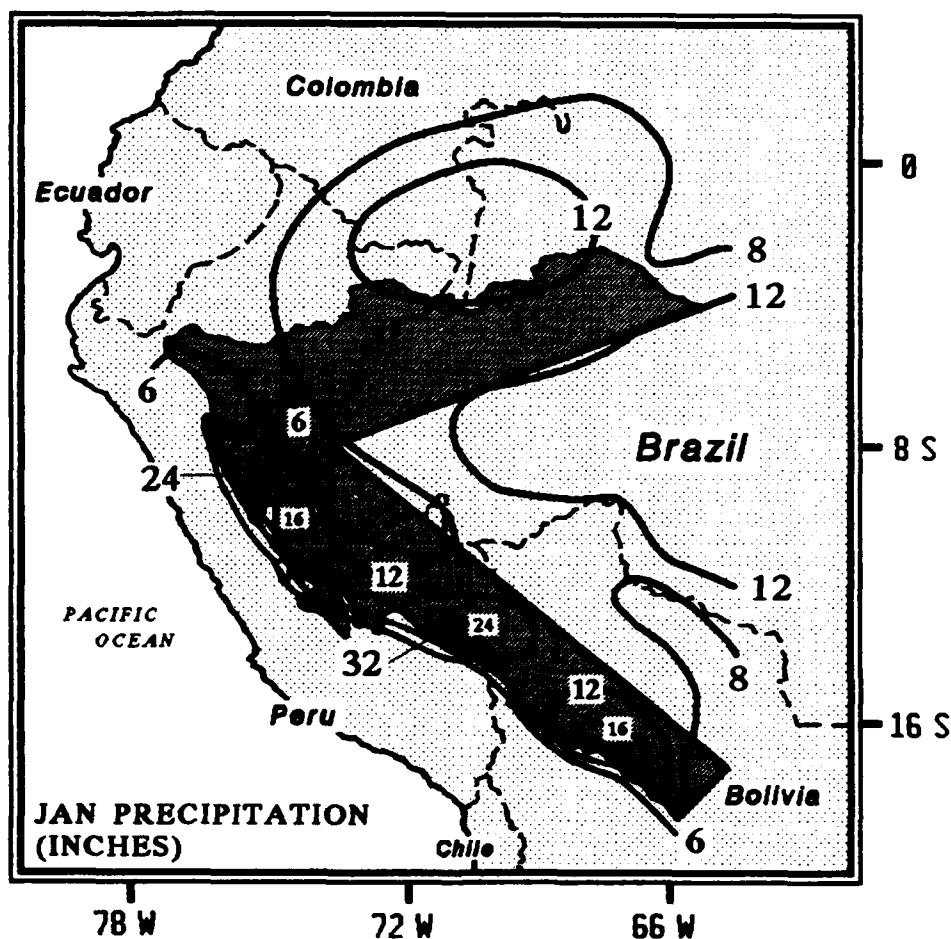 Colombia
0
Ecuador
12
8
12
6
6
Brazil
8 S
24
16
12
12
PACIFIC
OCEAN
24
32
8
12
Peru
16
16 S
Bolivia
JAN PRECIPITATION
(INCHES)
Chile
6
78 W
72 W
66 W